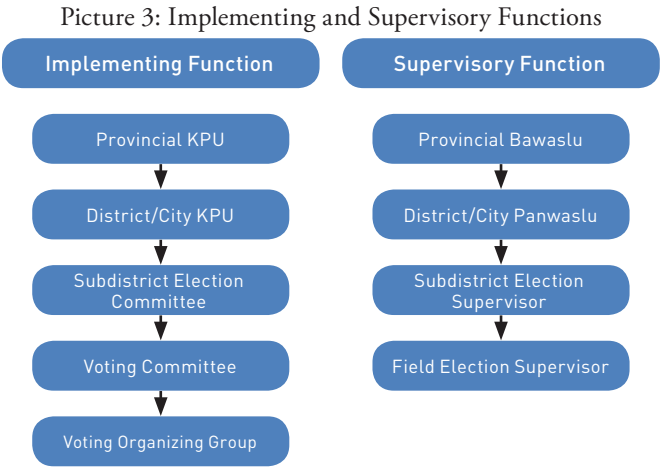 Picture 3: Implementing and Supervisory Functions
Implementing Function
Provincial KPU
District/City KPU
Subdistrict Election
Committee
Voting Committee
Voting Organizing Group
Supervisory Function
Provincial Bawaslu
District/City Panwaslu
Subdistrict Election
Supervisor
Field Election Supervisor